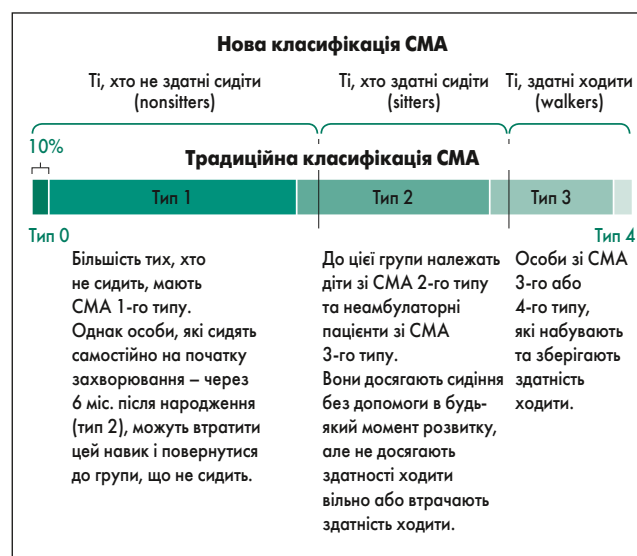 Нова класифікація СМА
Ті, хто не здатні сидіти
(nonsitters)
Ті, хто здатні сидіти
(sitters)
Ті, здатні ходити
(walkers)
10%
Традиційна класифікація СМА
Тип 1
Тип 2
Тип 3
Тип 0
Тип 4
Більшість тих, хто
не сидить, мають
СМА 1-го типу.
Однак особи, які сидять
самостійно на початку
захворювання – через
6 міс. після народження
(тип 2), можуть втратити
цей навик і повернутися
до групи, що не сидить.
До цієї групи належать
діти зі СМА 2-го типу
та неамбулаторні
пацієнти зі СМА
3-го типу.
Вони досягають сидіння
без допомоги в будь-
який момент розвитку,
але не досягають
здатності ходити
вільно або втрачають
здатність ходити.
Особи зі СМА
3-го або
4-го типу,
які набувають
та зберігають
здатність
ходити.